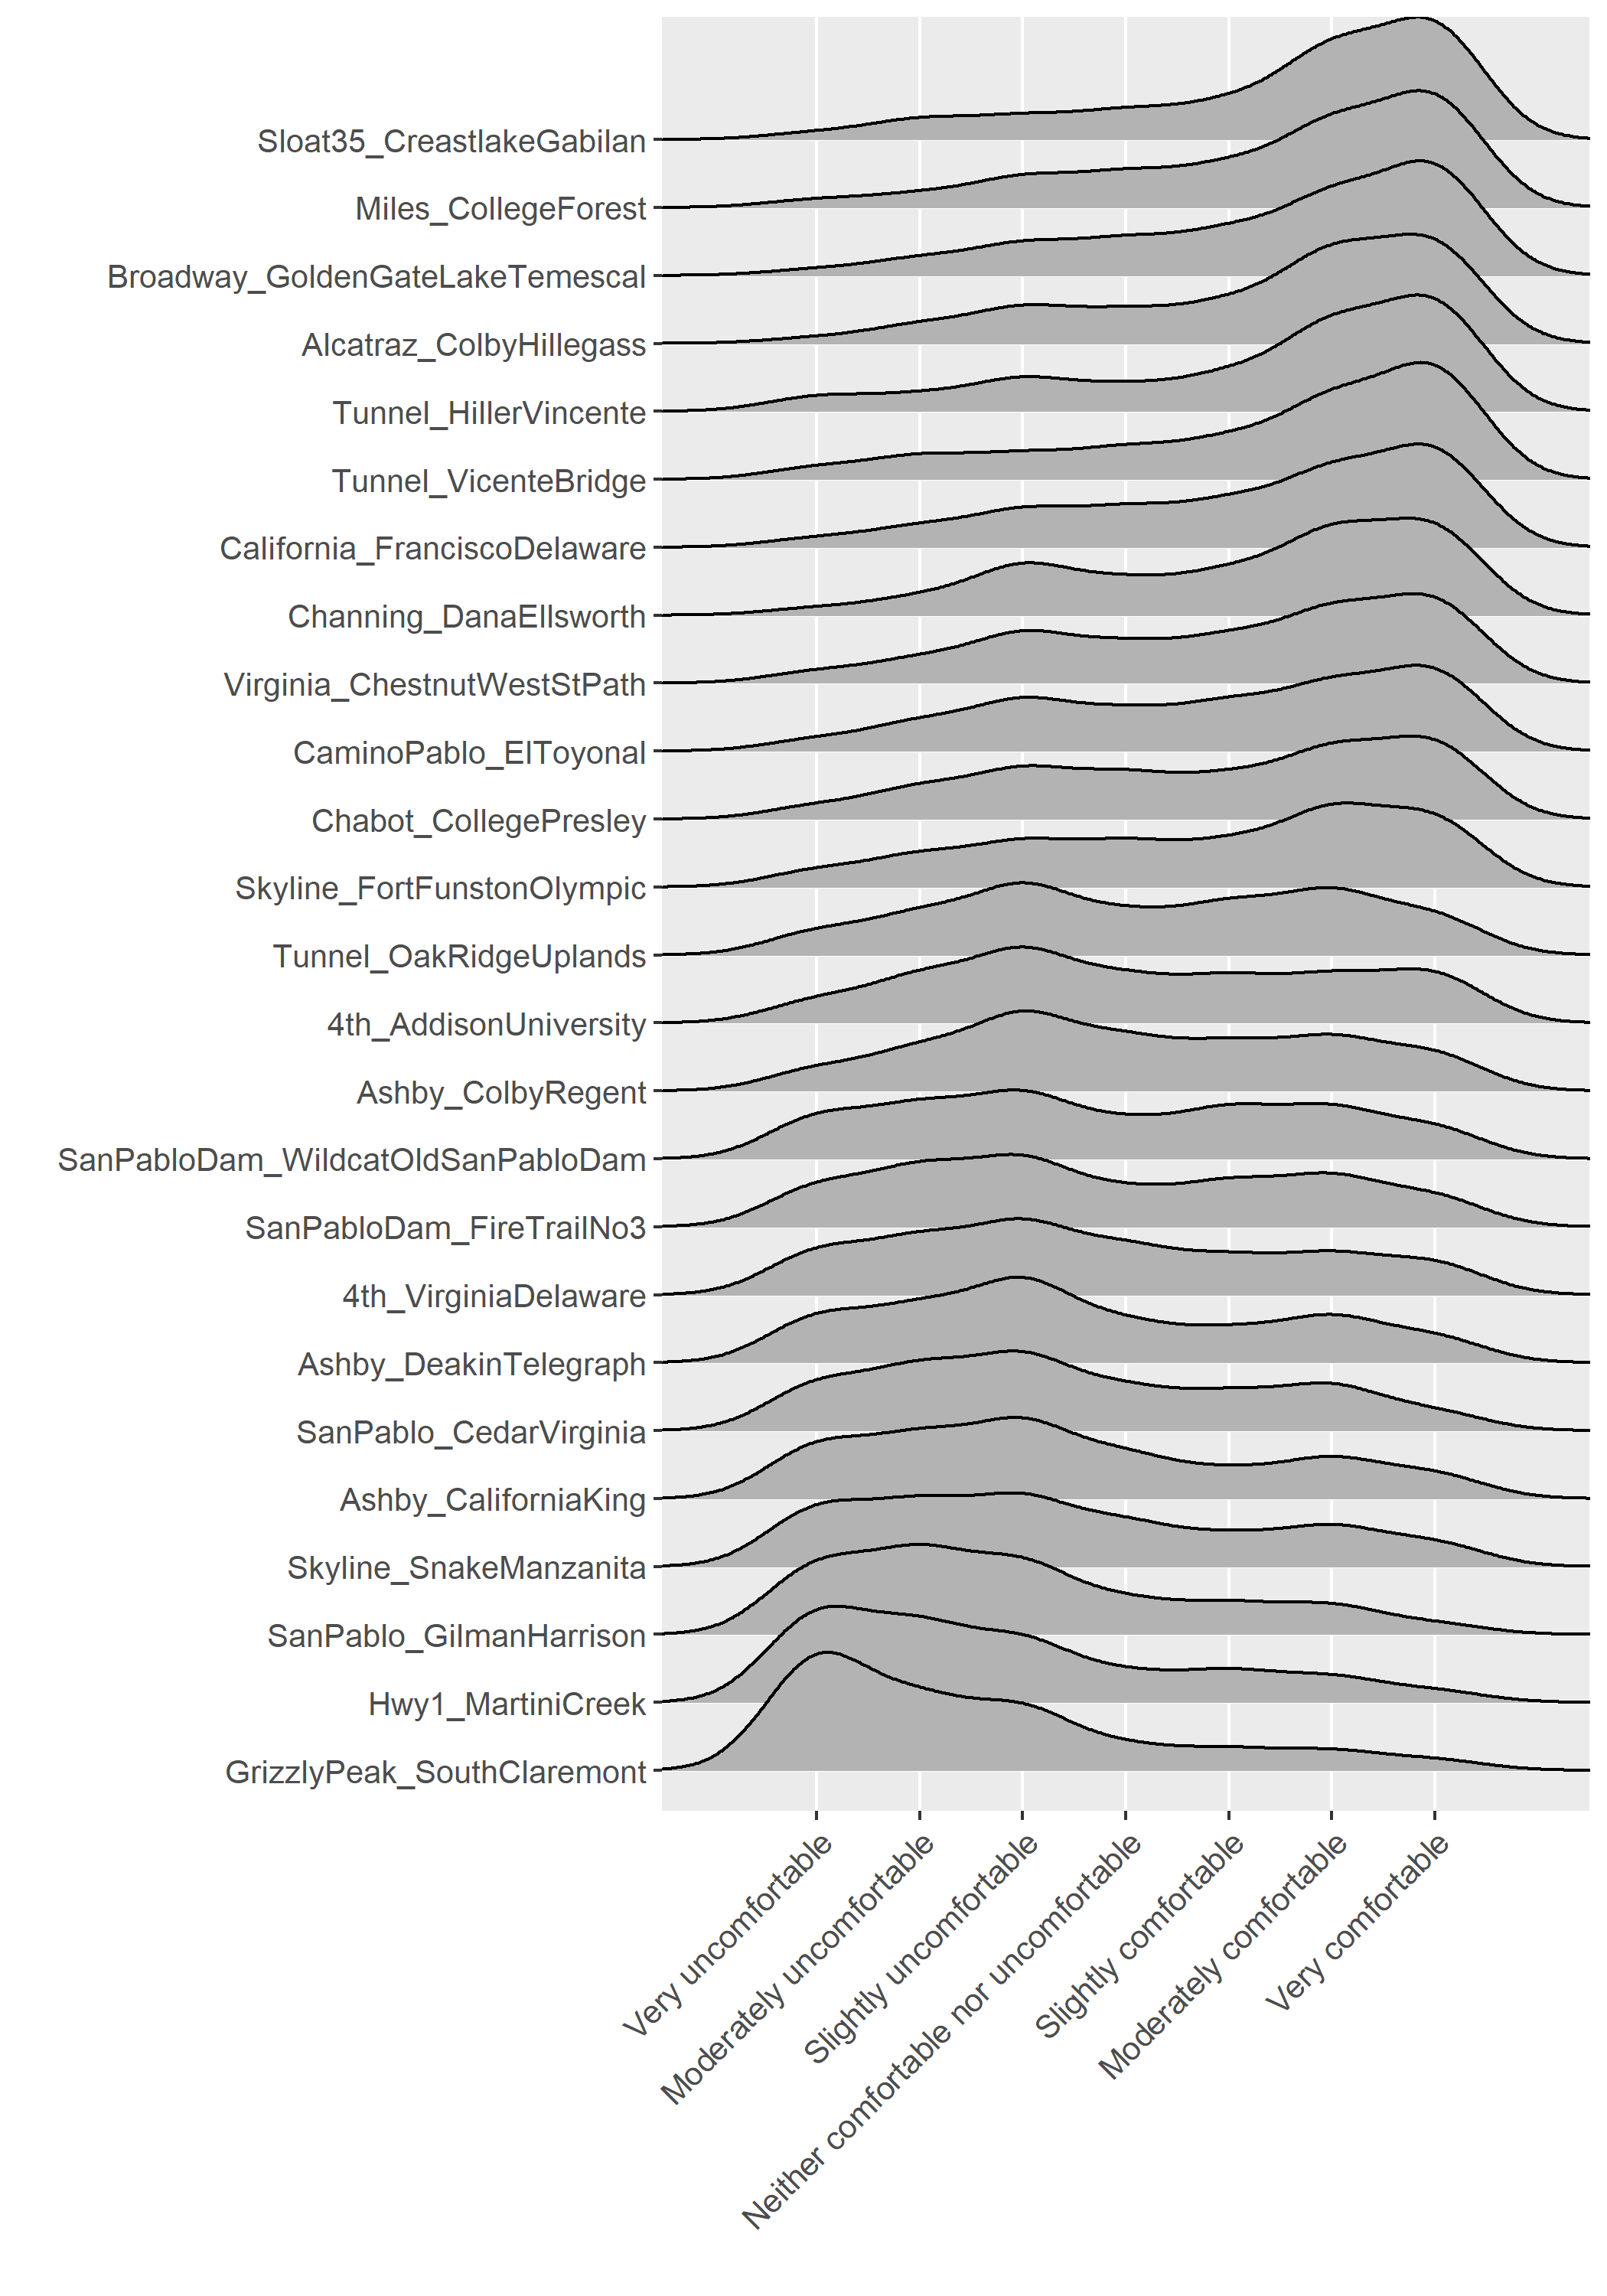 Sloat35_CreastlakeGabilan
Miles_CollegeForest
Broadway_GoldenGateLakeTemescal
Alcatraz_ColbyHillegass
Tunnel_HillerVincente
Tunnel_VicenteBridge
California_FranciscoDelaware
Channing_DanaEllsworth
Virginia_ChestnutWestStPath
CaminoPablo_ElToyonal
Chabot_CollegePresley
Skyline_FortFunstonOlympic
Tunnel_OakRidgeUplands
4th_AddisonUniversity
Ashby_ColbyRegent
SanPabloDam_WildcatOldSanPabloDam
SanPabloDam_FireTrailNo3
4th_VirginiaDelaware
Ashby_DeakinTelegraph
SanPablo_CedarVirginia
Ashby_CaliforniaKing
Skyline_SnakeManzanita
SanPablo_GilmanHarrison
Hwy1_MartiniCreek
GrizzlyPeak_SouthClaremont
Very uncomfortable
Moderately uncomfortable
Slightly uncomfortable
Neither comfortable nor uncomfortable
Slightly comfortable
Moderately comfortable
Very comfortable